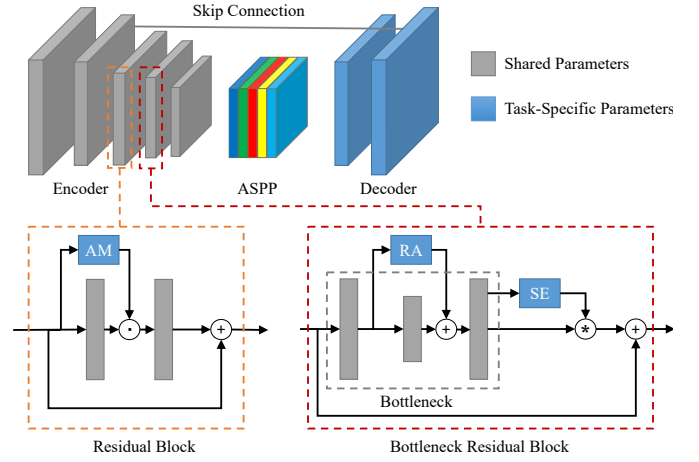 Skip Connection
Shared Parameters
Task-Specific Parameters
Encoder
ASPP
Decoder
AM
RA
SE
Bottleneck
Residual Block
Bottleneck Residual Block